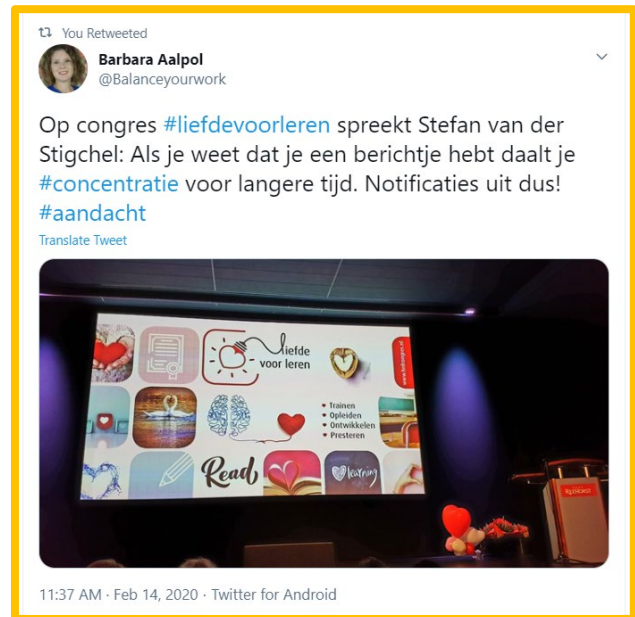 You Retweeted
Barbara Aalpol
@Balanceyourwork
Op congres #liefdevoorleren spreekt Stefan van der
Stigchel: Als je weet dat je een berichtje hebt daalt je
#concentratie voor langere tijd. Notificaties uit dus!
#aandacht
Translate Tweet
liefde
voor leren
• Trainen
• Opleiden
• Ontwikkelen
• Presteren
Read
learning
11:37 AM · Feb 14, 2020 · Twitter for Android